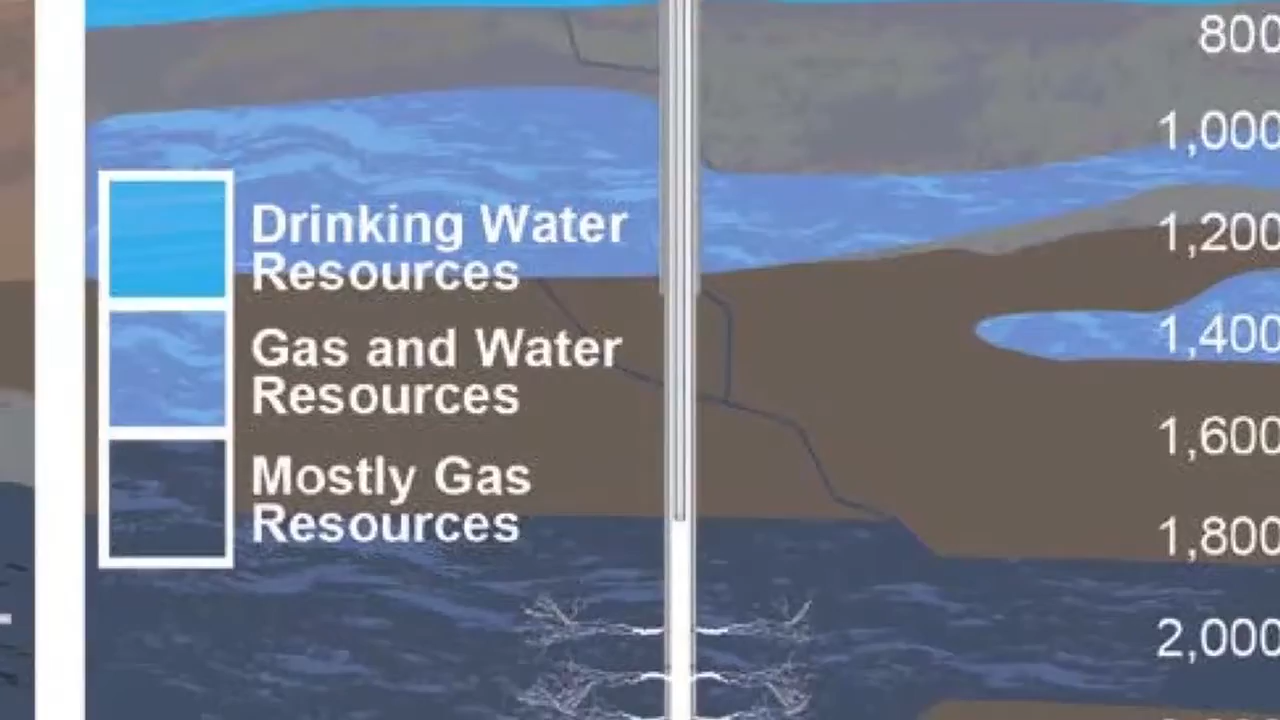 Drinking Water
Resources
Gas and Water
Resources
Mostly Gas
Resources
800
1,000
1,200
1,400
1,600
1,800
2,000